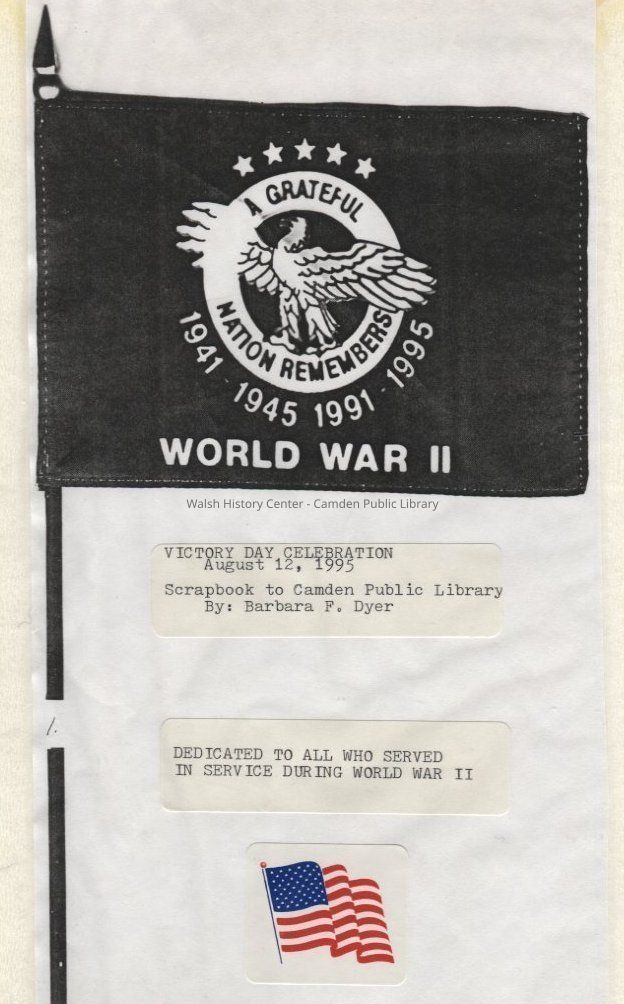 A GRATEFUL
NATION REMEMBERS
1941 - 1945 1991 - 1995
WORLD WAR II
Walsh History Center - Camden Public Library
VICTORY DAY CELEBRATION
August 12, 1995
Scrapbook to Camden Public Library
By: Barbara F. Dyer
1.
DEDICATED TO ALL WHO SERVED
IN SERVICE DURING WORLD WAR II